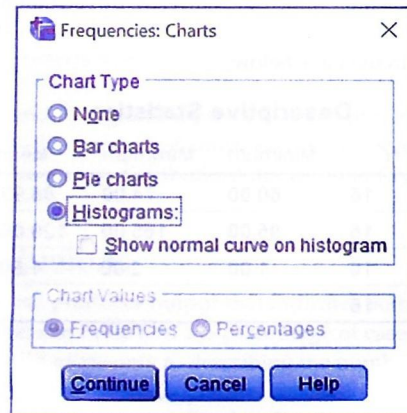 Frequencies: Charts
Chart Type
None
Bar charts
Pie charts
Histograms:
Show normal curve on histogram
Chart Values
Frequencies Percentages
Continue Cancel Help